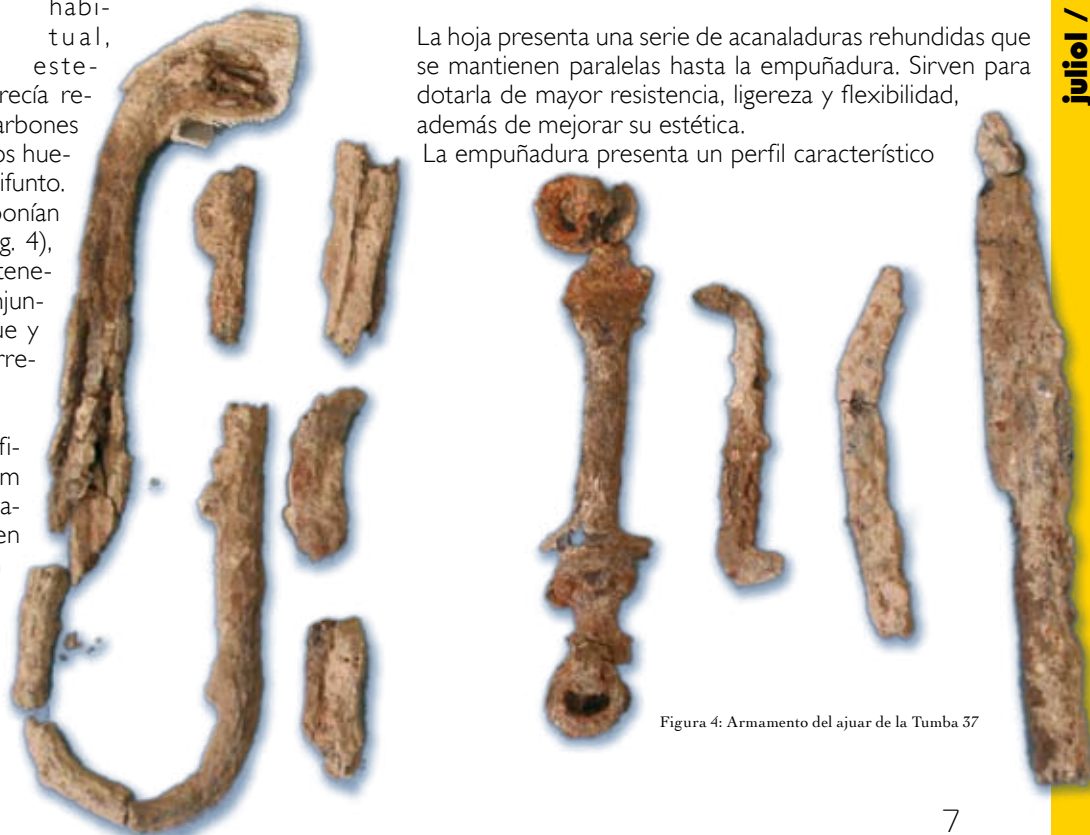 habi-
tual,
este-
recía re-
arbones
os hue-
ifunto.
ponían
g. 4),
tene-
njun-
ue y
rre-
fi-
m
a-
en
La hoja presenta una serie de acanaladuras rehundidas que
se mantienen paralelas hasta la empuñadura. Sirven para
dotarla de mayor resistencia, ligereza y flexibilidad,
además de mejorar su estética.
La empuñadura presenta un perfil característico
Figura 4: Armamento del ajuar de la Tumba 37
7
juliol /